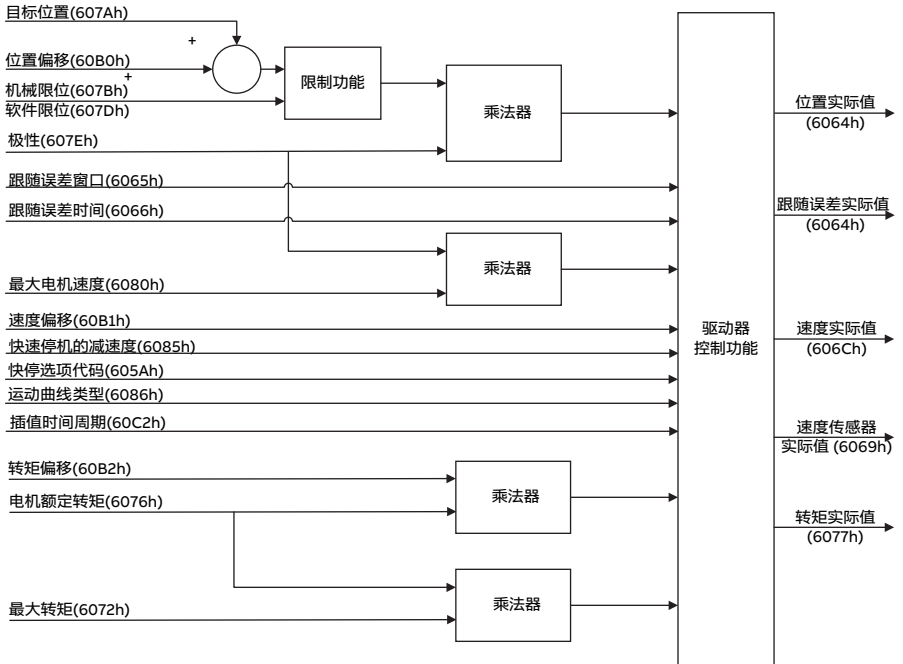 目标位置(607Ah)
+
位置偏移(60B0h)
+
机械限位(607Bh)
软件限位(607Dh)
限制功能
乘法器
极性(607Eh)
跟随误差窗口(6065h)
跟随误差时间(6066h)
乘法器
最大电机速度(6080h)
速度偏移(60B1h)
快速停机的减速度(6085h)
快停选项代码(605Ah)
运动曲线类型(6086h)
插值时间周期(60C2h)
转矩偏移(60B2h)
电机额定转矩(6076h)
乘法器
最大转矩(6072h)
乘法器
驱动器
控制功能
位置实际值
(6064h)
跟随误差实际值
(6064h)
速度实际值
(606Ch)
速度传感器
实际值 (6069h)
转矩实际值
(6077h)